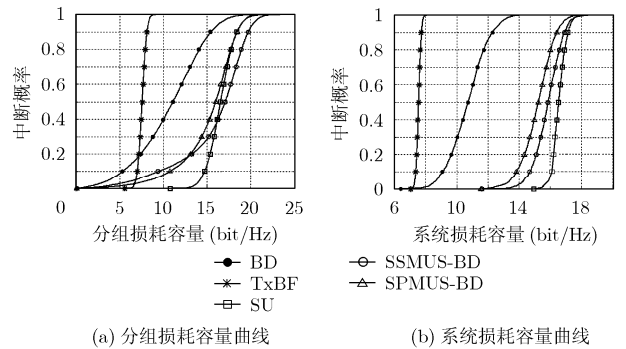 1
0.8
0.6
0.4
0.2
0
5
10
15
20
25
中断概率
分组损耗容量 (bit/Hz)
1
0.8
0.6
0.4
0.2
0
6
10
14
18
中断概率
系统损耗容量 (bit/Hz)
BD
TxBF
SU
SSMUS-BD
SPMUS-BD
(a) 分组损耗容量曲线
(b) 系统损耗容量曲线